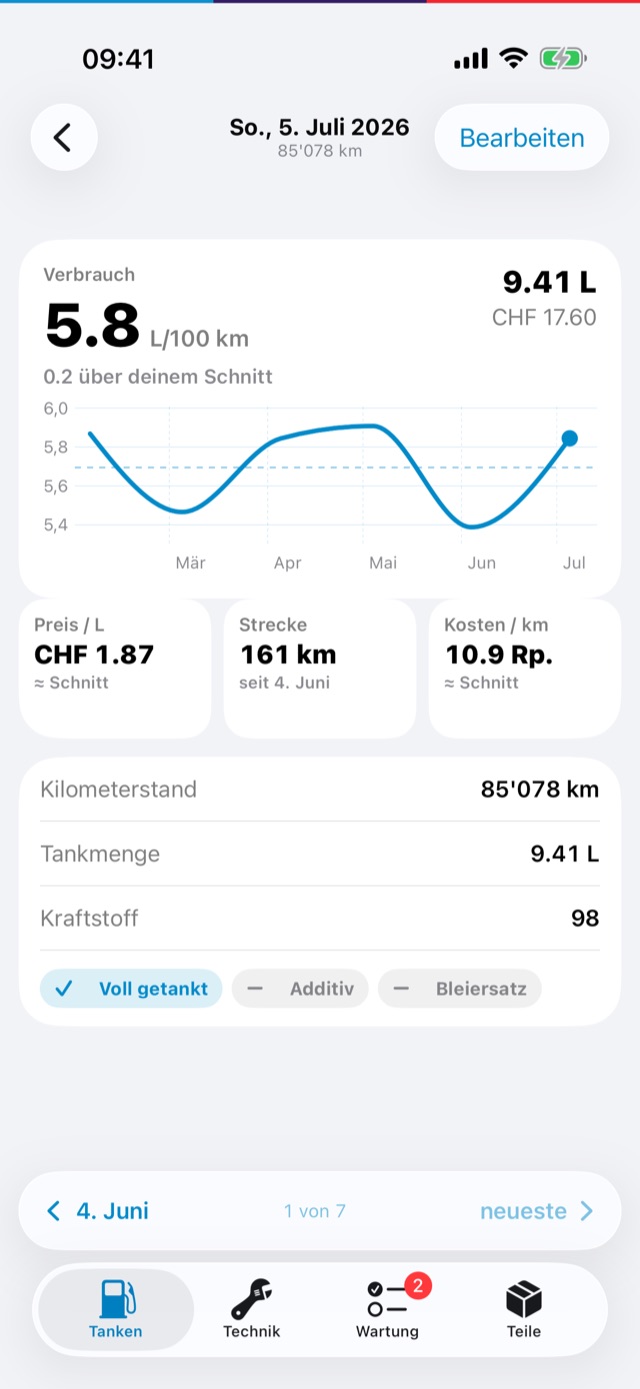 09:41
So., 5. Juli 2026
85'078 km
Bearbeiten
Verbrauch
9.41 L
5.8 L/100 km
CHF 17.60
0.2 über deinem Schnitt
6,0
5,8
5,6
5,4
Mär Apr Mai Jun Jul
Preis / L
CHF 1.87
≈ Schnitt
Strecke
161 km
seit 4. Juni
Kosten / km
10.9 Rp.
≈ Schnitt
Kilometerstand 85'078 km
Tankmenge 9.41 L
Kraftstoff 98
Voll getankt Additiv Bleiersatz
4. Juni 1 von 7 neueste
2
Tanken Technik Wartung Teile